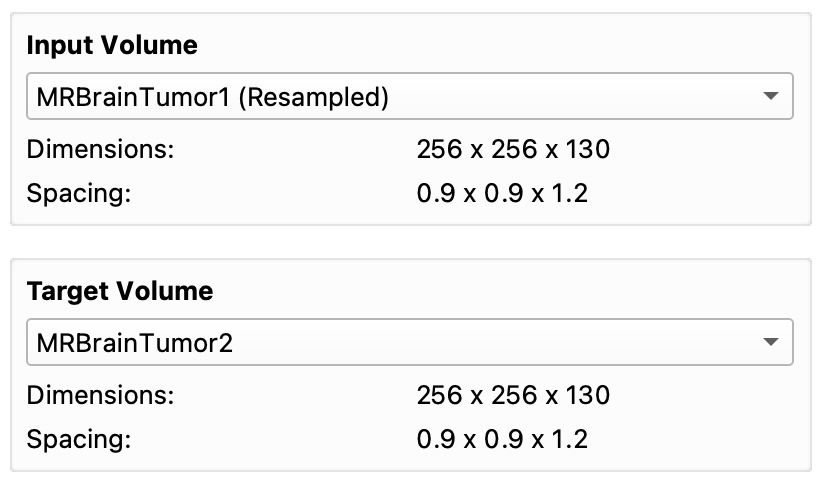 Input Volume
MRBrainTumor1 (Resampled)
Dimensions: 256 x 256 x 130
Spacing: 0.9 x 0.9 x 1.2
Target Volume
MRBrainTumor2
Dimensions: 256 x 256 x 130
Spacing: 0.9 x 0.9 x 1.2